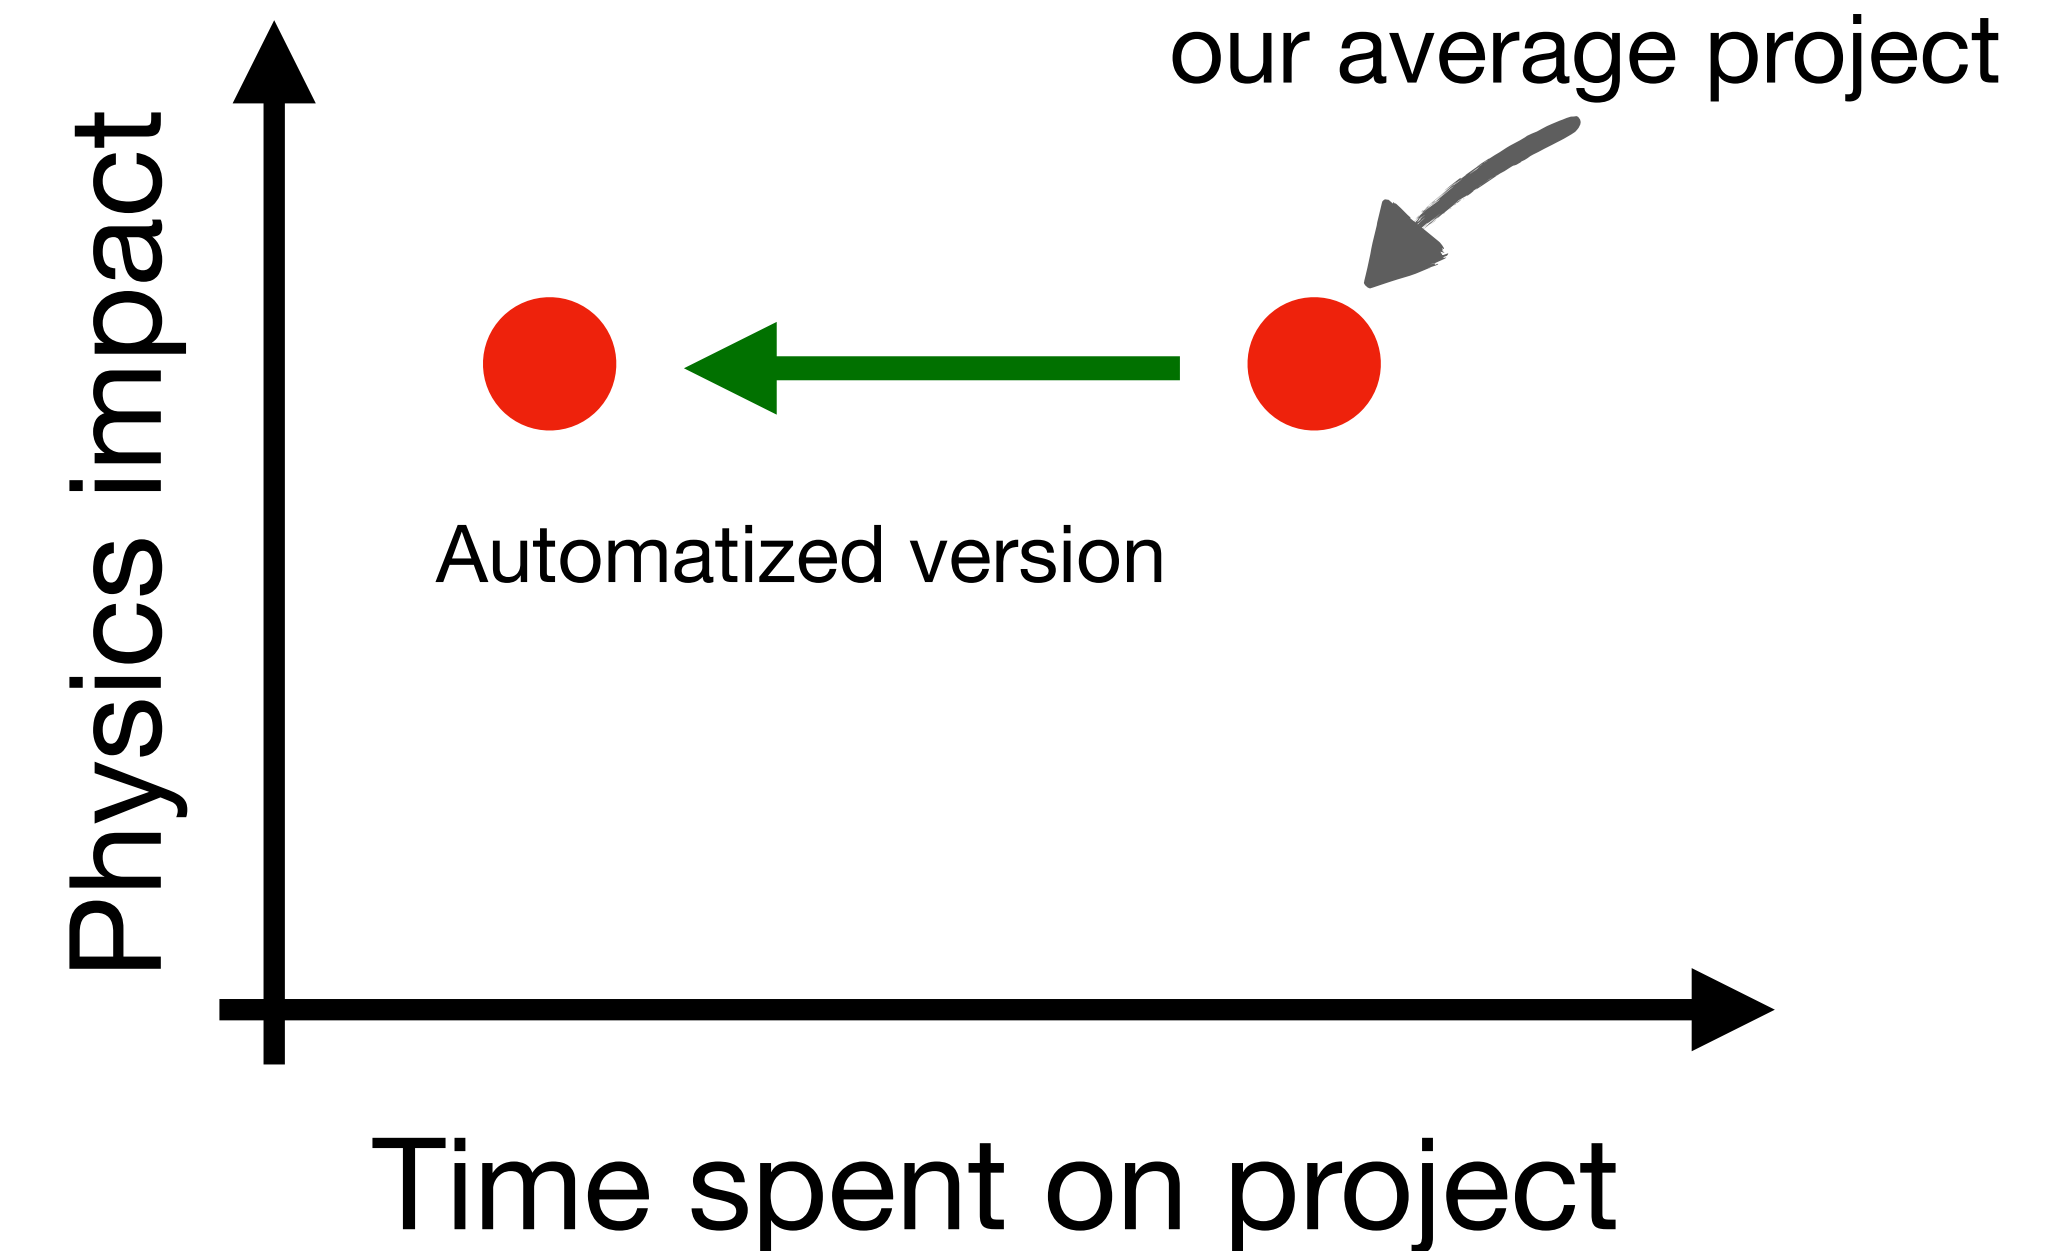 our average project
Physics impact
Automatized version
Time spent on project